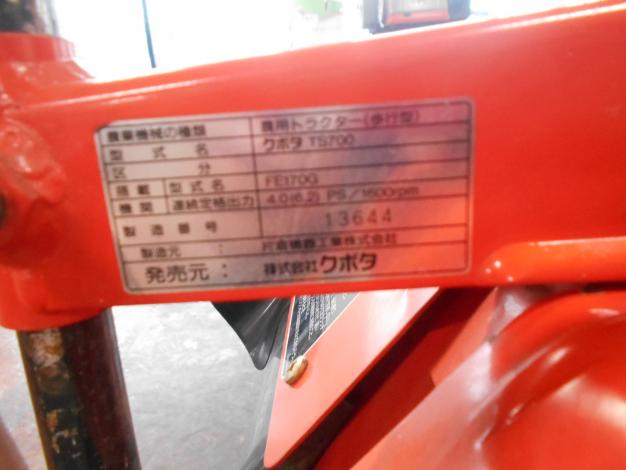 農業機械の種類 農用トラクター(歩行型)
型式名 クボタ TS700
区分
搭載 型式名 FE170G
機関 連続定格出力 4.0(6.2) PS/1600rpm
製造番号 13644
製造元: 片倉機器工業株式会社
発売元: 株式会社クボタ